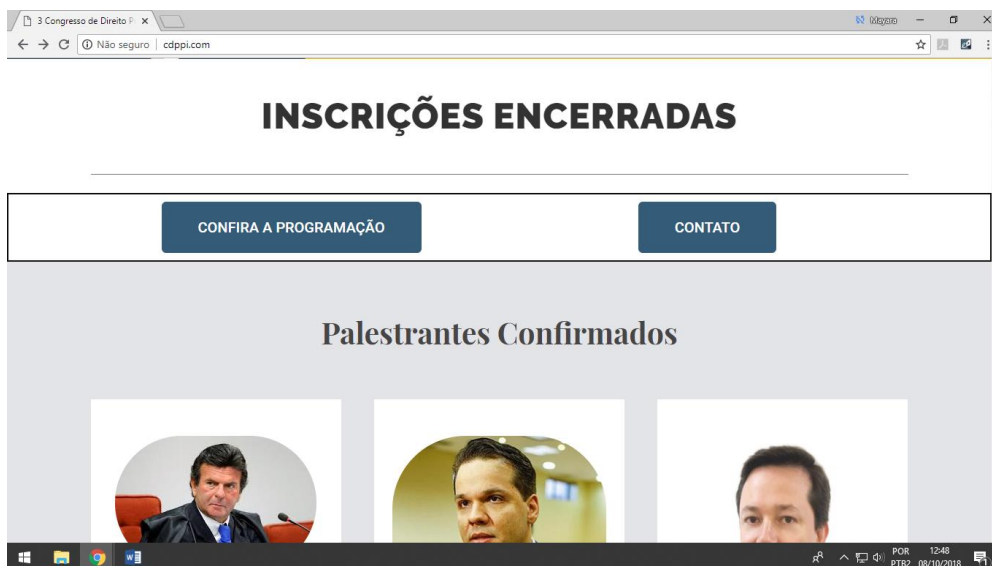 3 Congresso de Direito P
Mayara
Não seguro | cdppi.com
INSCRIÇÕES ENCERRADAS
CONFIRA A PROGRAMAÇÃO
CONTATO
Palestrantes Confirmados
POR
12:48
PTB2
08/10/2018